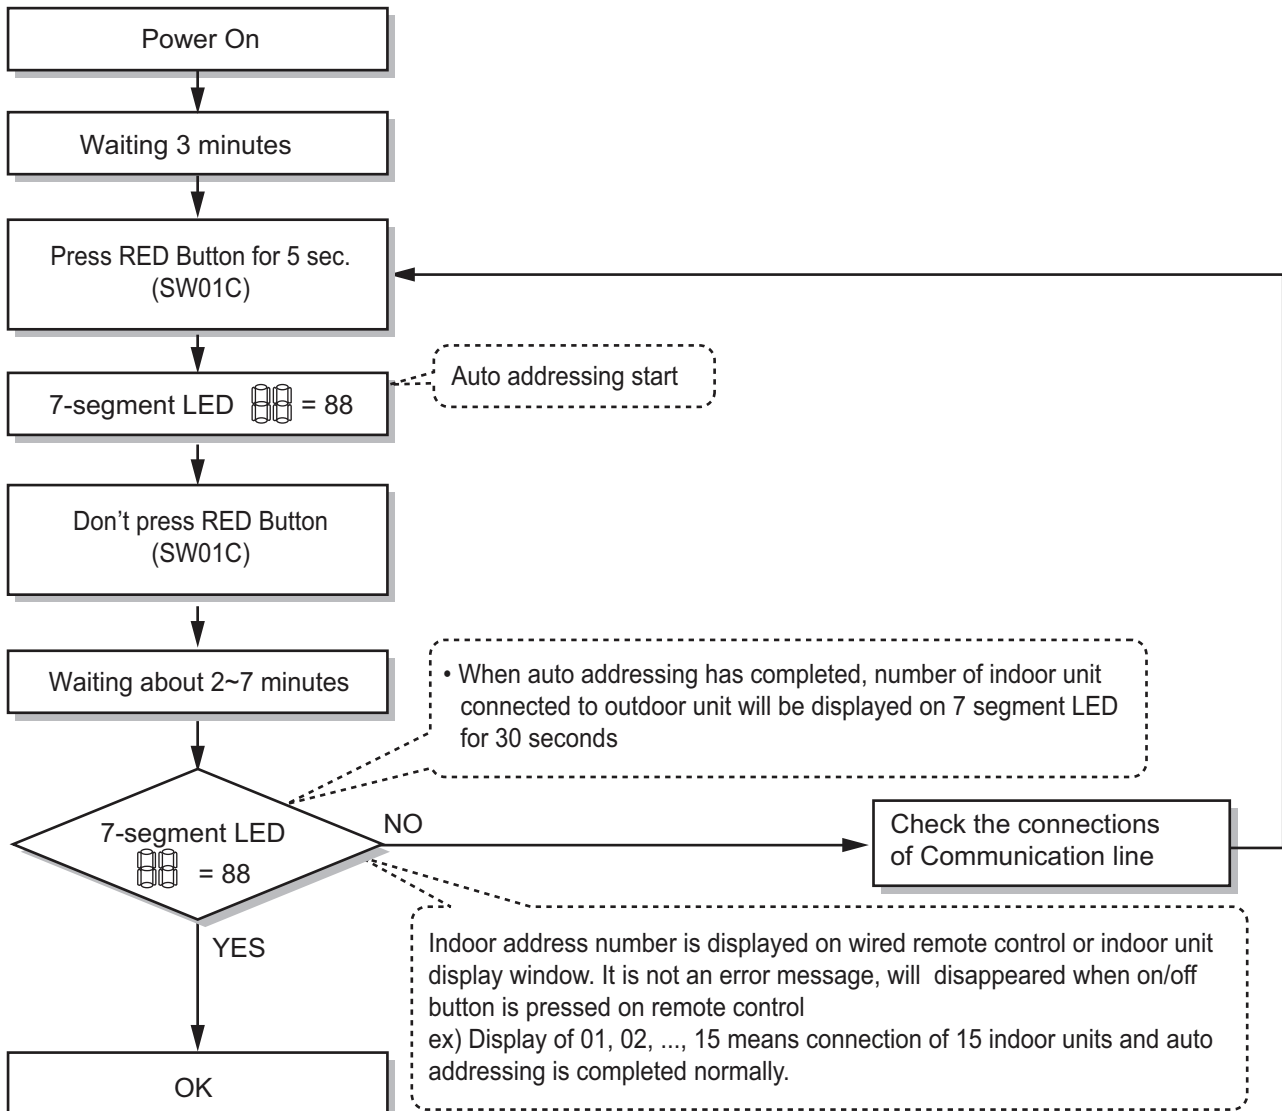 Power On
Waiting 3 minutes
Press RED Button for 5 sec.
(SW01C)
7-segment LED 88 = 88
Auto addressing start
Don't press RED Button
(SW01C)
Waiting about 2~7 minutes
• When auto addressing has completed, number of indoor unit
connected to outdoor unit will be displayed on 7 segment LED
for 30 seconds
7-segment LED
88 = 88
NO
Check the connections
of Communication line
YES
Indoor address number is displayed on wired remote control or indoor unit
display window. It is not an error message, will disappeared when on/off
button is pressed on remote control
ex) Display of 01, 02, ..., 15 means connection of 15 indoor units and auto
addressing is completed normally.
OK